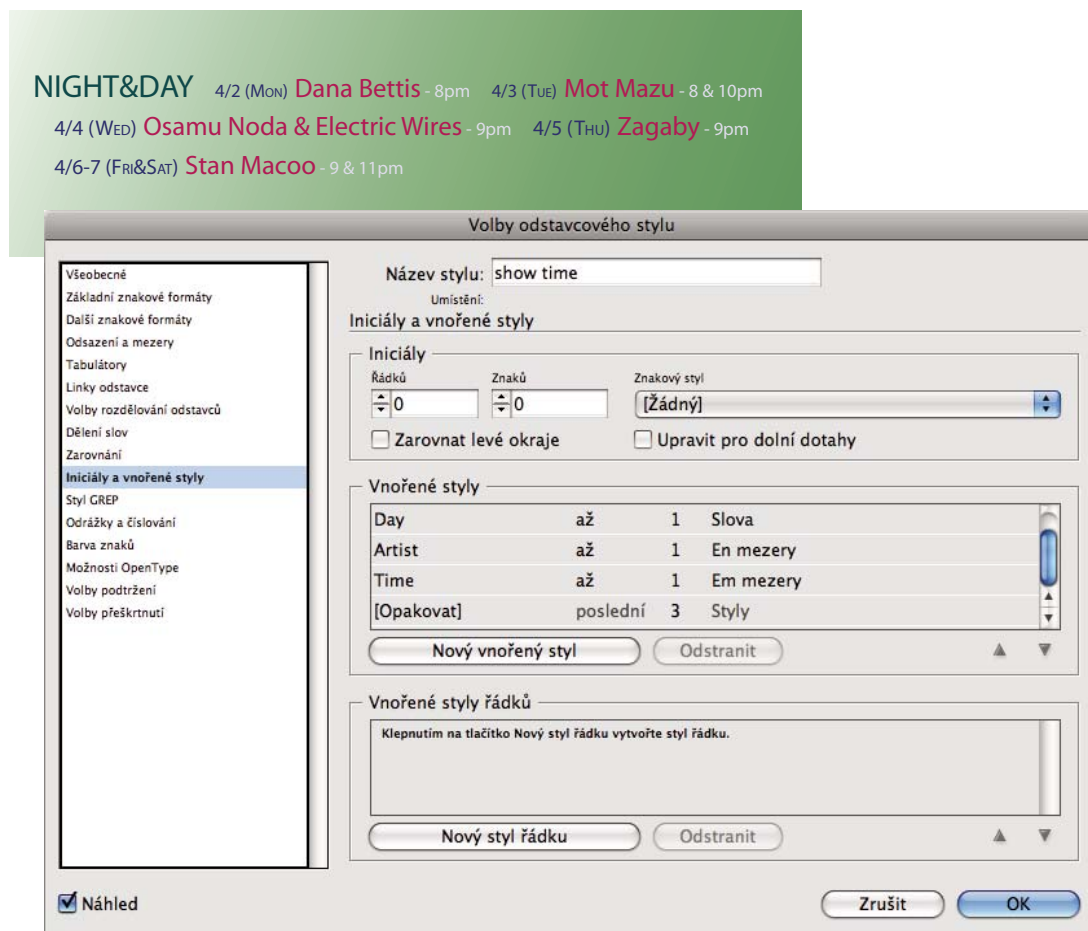 NIGHT&DAY 4/2 (Mon) Dana Bettis - 8pm 4/3 (Tue) Mot Mazu - 8 & 10pm
4/4 (Wed) Osamu Noda & Electric Wires - 9pm 4/5 (Thu) Zagaby - 9pm
4/6-7 (Fri&Sat) Stan Macoo - 9 & 11pm
Volby odstavcového stylu
Všeobecné
Základní znakové formáty
Další znakové formáty
Odsazení a mezery
Tabulátory
Linky odstavce
Volby rozdělování odstavců
Dělení slov
Zarovnání
Iniciály a vnořené styly
Styl GREP
Odrážky a číslování
Barva znaků
Možnosti OpenType
Volby podtržení
Volby přeškrtnutí
Název stylu: show time
Umístění:
Iniciály a vnořené styly
Iniciály
Řádků Znaků Znakový styl
0 0 [Žádný]
Zarovnat levé okraje Upravit pro dolní dotahy
Vnořené styly
Day až 1 Slova
Artist až 1 En mezery
Time až 1 Em mezery
[Opakovat] poslední 3 Styly
Nový vnořený styl Odstranit
Vnořené styly řádků
Klepnutím na tlačítko Nový styl řádku vytvořte styl řádku.
Nový styl řádku Odstranit
Náhled Zrušit OK